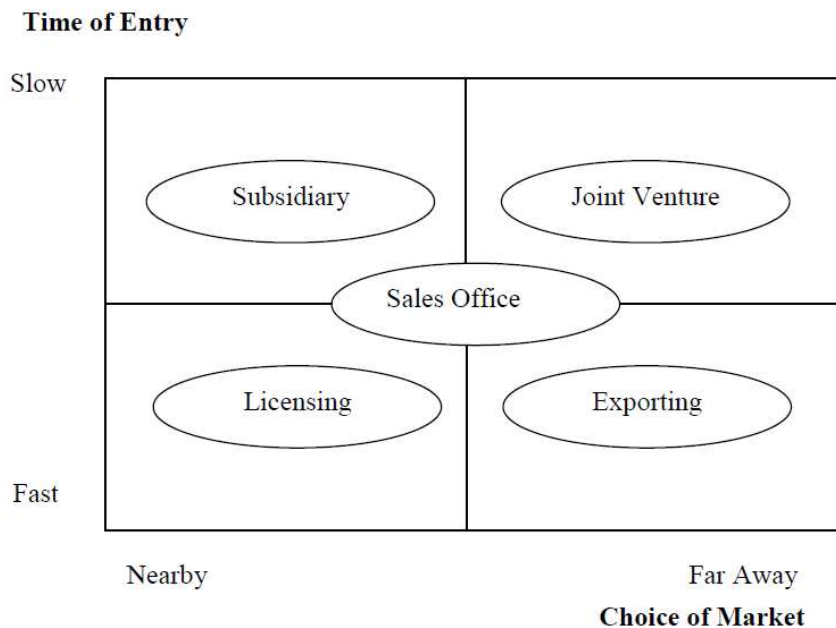 Time of Entry
Slow
Subsidiary
Joint Venture
Sales Office
Licensing
Exporting
Fast
Nearby
Far Away
Choice of Market